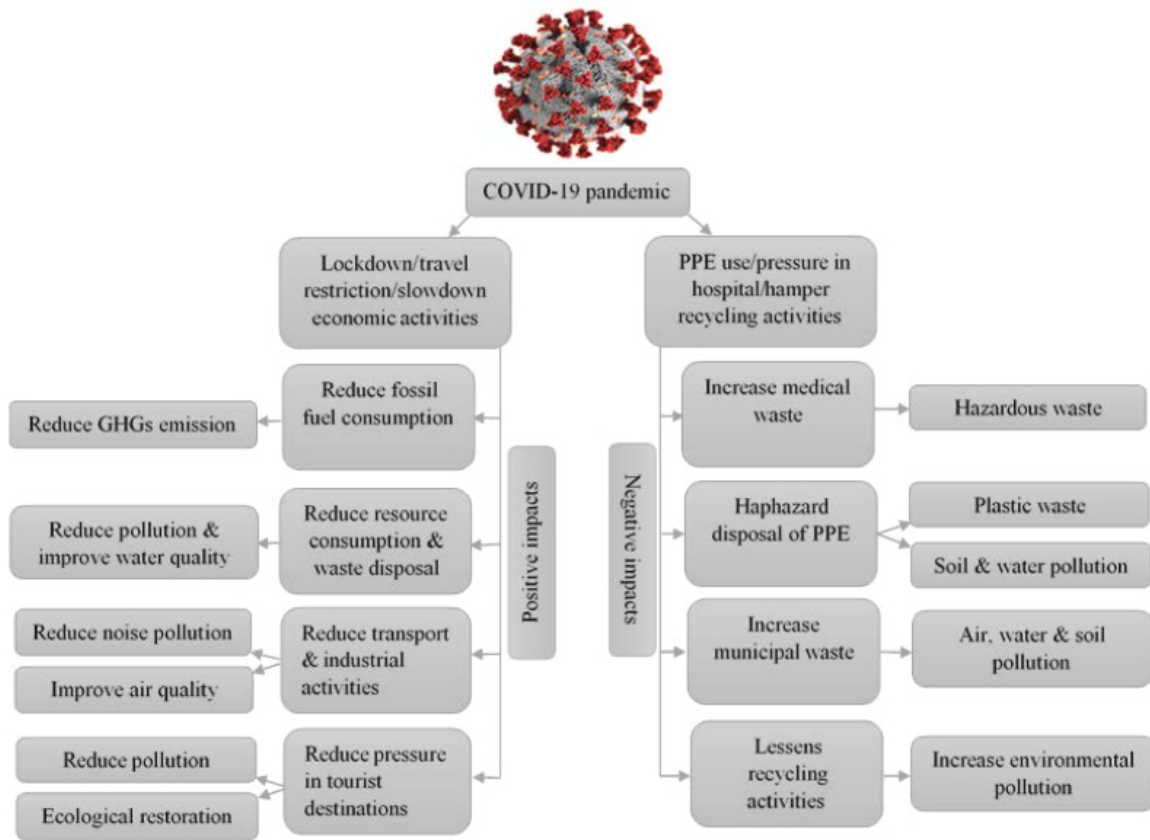 COVID-19 pandemic
Lockdown/travel
restriction/slowdown
economic activities
PPE use/pressure in
hospital/hamper
recycling activities
Reduce fossil
fuel consumption
Reduce GHGs emission
Reduce resource
consumption &
waste disposal
Reduce pollution &
improve water quality
Reduce transport
& industrial
activities
Reduce noise pollution
Improve air quality
Reduce pressure
in tourist
destinations
Reduce pollution
Ecological restoration
Positive impacts
Negative impacts
Increase medical
waste
Hazardous waste
Haphazard
disposal of PPE
Plastic waste
Soil & water pollution
Increase
municipal waste
Air, water & soil
pollution
Lessens
recycling
activities
Increase environmental
pollution